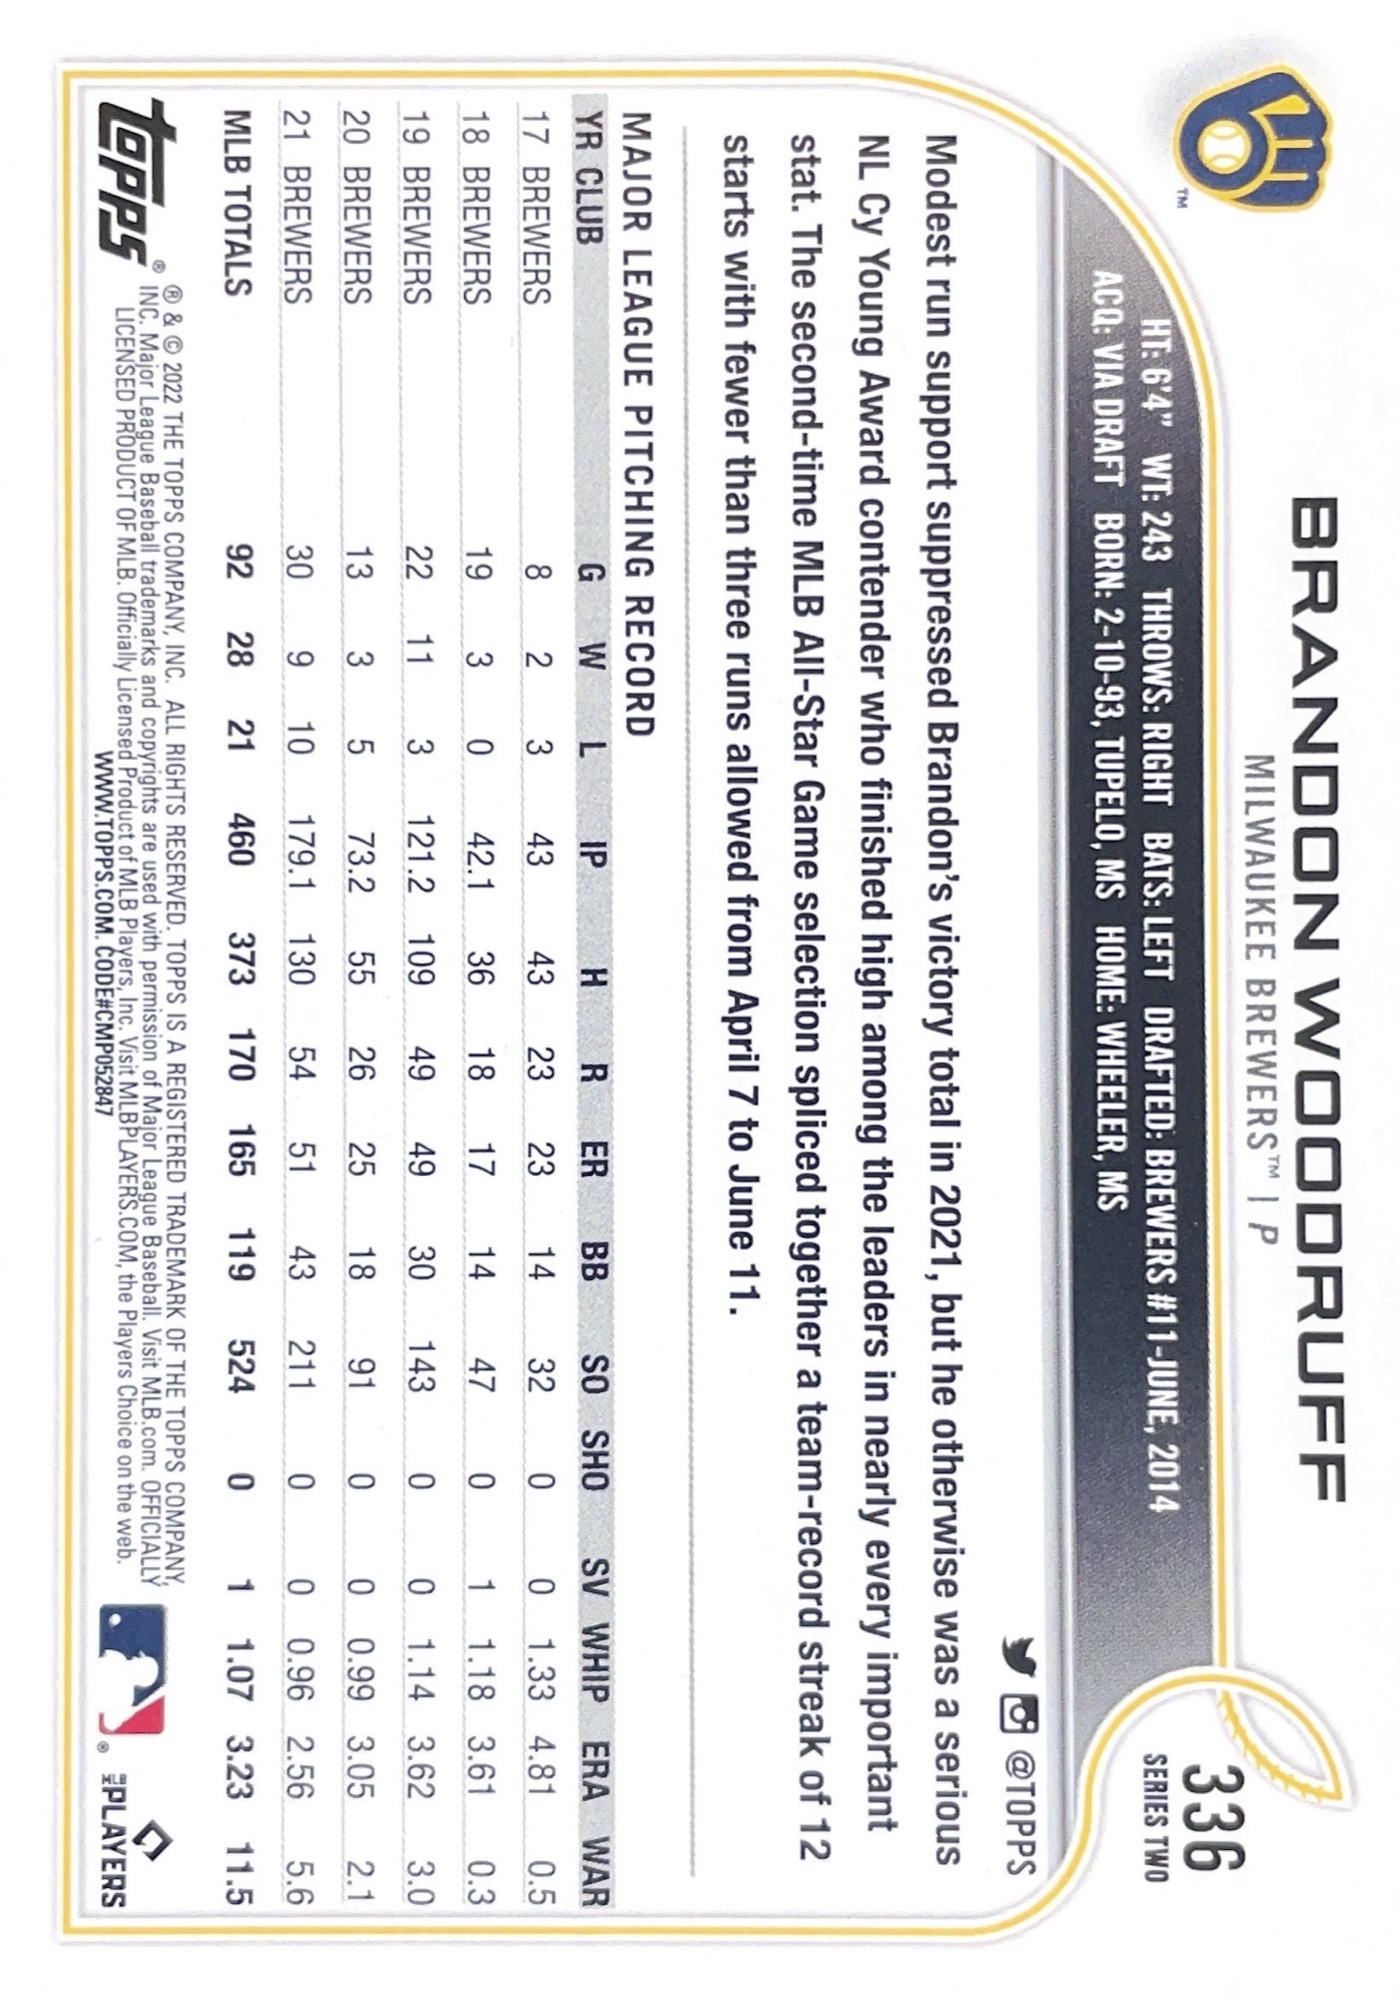 BRANDON WOODRUFF
MILWAUKEE BREWERS™ | P
336
SERIES TWO
™
HT: 6'4" WT: 243 THROWS: RIGHT BATS: LEFT DRAFTED: BREWERS #11-JUNE, 2014
ACQ: VIA DRAFT BORN: 2-10-93, TUPELO, MS HOME: WHEELER, MS
@TOPPS
Modest run support suppressed Brandon's victory total in 2021, but he otherwise was a serious
NL Cy Young Award contender who finished high among the leaders in nearly every important
stat. The second-time MLB All-Star Game selection spliced together a team-record streak of 12
starts with fewer than three runs allowed from April 7 to June 11.
MAJOR LEAGUE PITCHING RECORD
YR CLUB G W L IP H R ER BB SO SHO SV WHIP ERA WAR
17 BREWERS 8 2 3 43 43 23 23 14 32 0 0 1.33 4.81 0.5
18 BREWERS 19 3 0 42.1 36 18 17 14 47 0 1 1.18 3.61 0.3
19 BREWERS 22 11 3 121.2 109 49 49 30 143 0 0 1.14 3.62 3.0
20 BREWERS 13 3 5 73.2 55 26 25 18 91 0 0 0.99 3.05 2.1
21 BREWERS 30 9 10 179.1 130 54 51 43 211 0 0 0.96 2.56 5.6
MLB TOTALS 92 28 21 460 373 170 165 119 524 0 1 1.07 3.23 11.5
topps®
® & © 2022 THE TOPPS COMPANY, INC. ALL RIGHTS RESERVED. TOPPS IS A REGISTERED TRADEMARK OF THE TOPPS COMPANY,
INC. Major League Baseball trademarks and copyrights are used with permission of Major League Baseball. Visit MLB.com. OFFICIALLY
LICENSED PRODUCT OF MLB. Officially Licensed Product of MLB Players, Inc. Visit MLBPLAYERS.COM, the Players Choice on the web.
WWW.TOPPS.COM. CODE#CMP052847
®
MLB PLAYERS